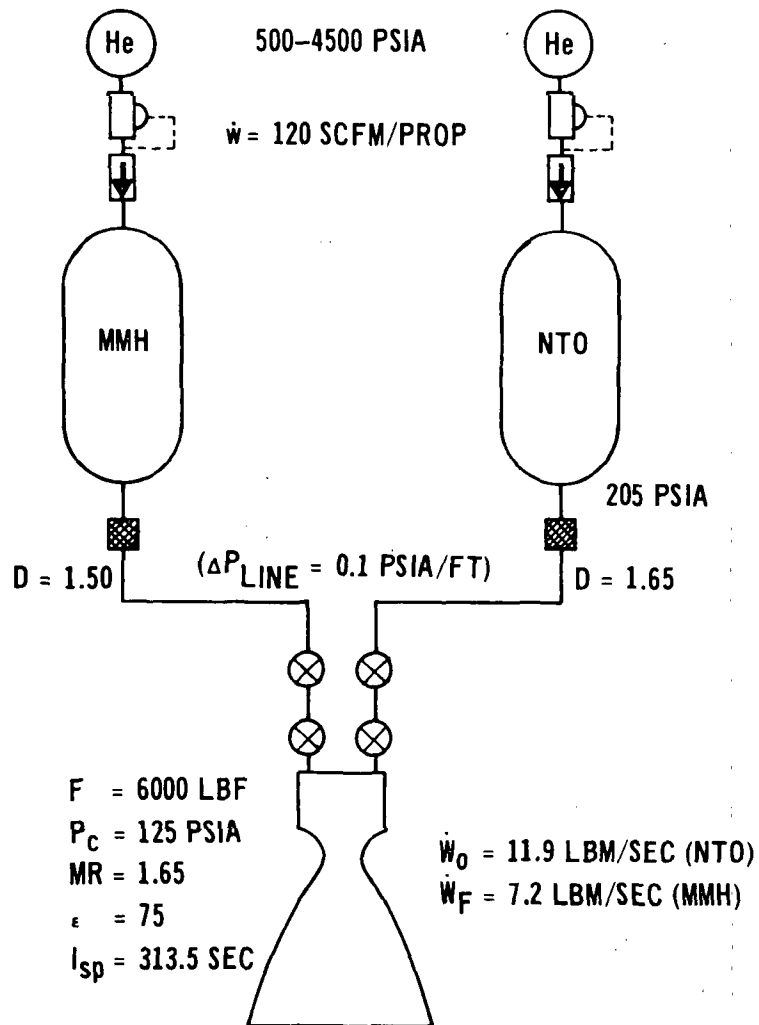 He 500–4500 PSIA He
ẇ = 120 SCFM/PROP
MMH NTO
205 PSIA
D = 1.50 (ΔP_LINE = 0.1 PSIA/FT) D = 1.65
F = 6000 LBF
P_C = 125 PSIA
MR = 1.65
ε = 75
I_sp = 313.5 SEC
Ẇ_O = 11.9 LBM/SEC (NTO)
Ẇ_F = 7.2 LBM/SEC (MMH)